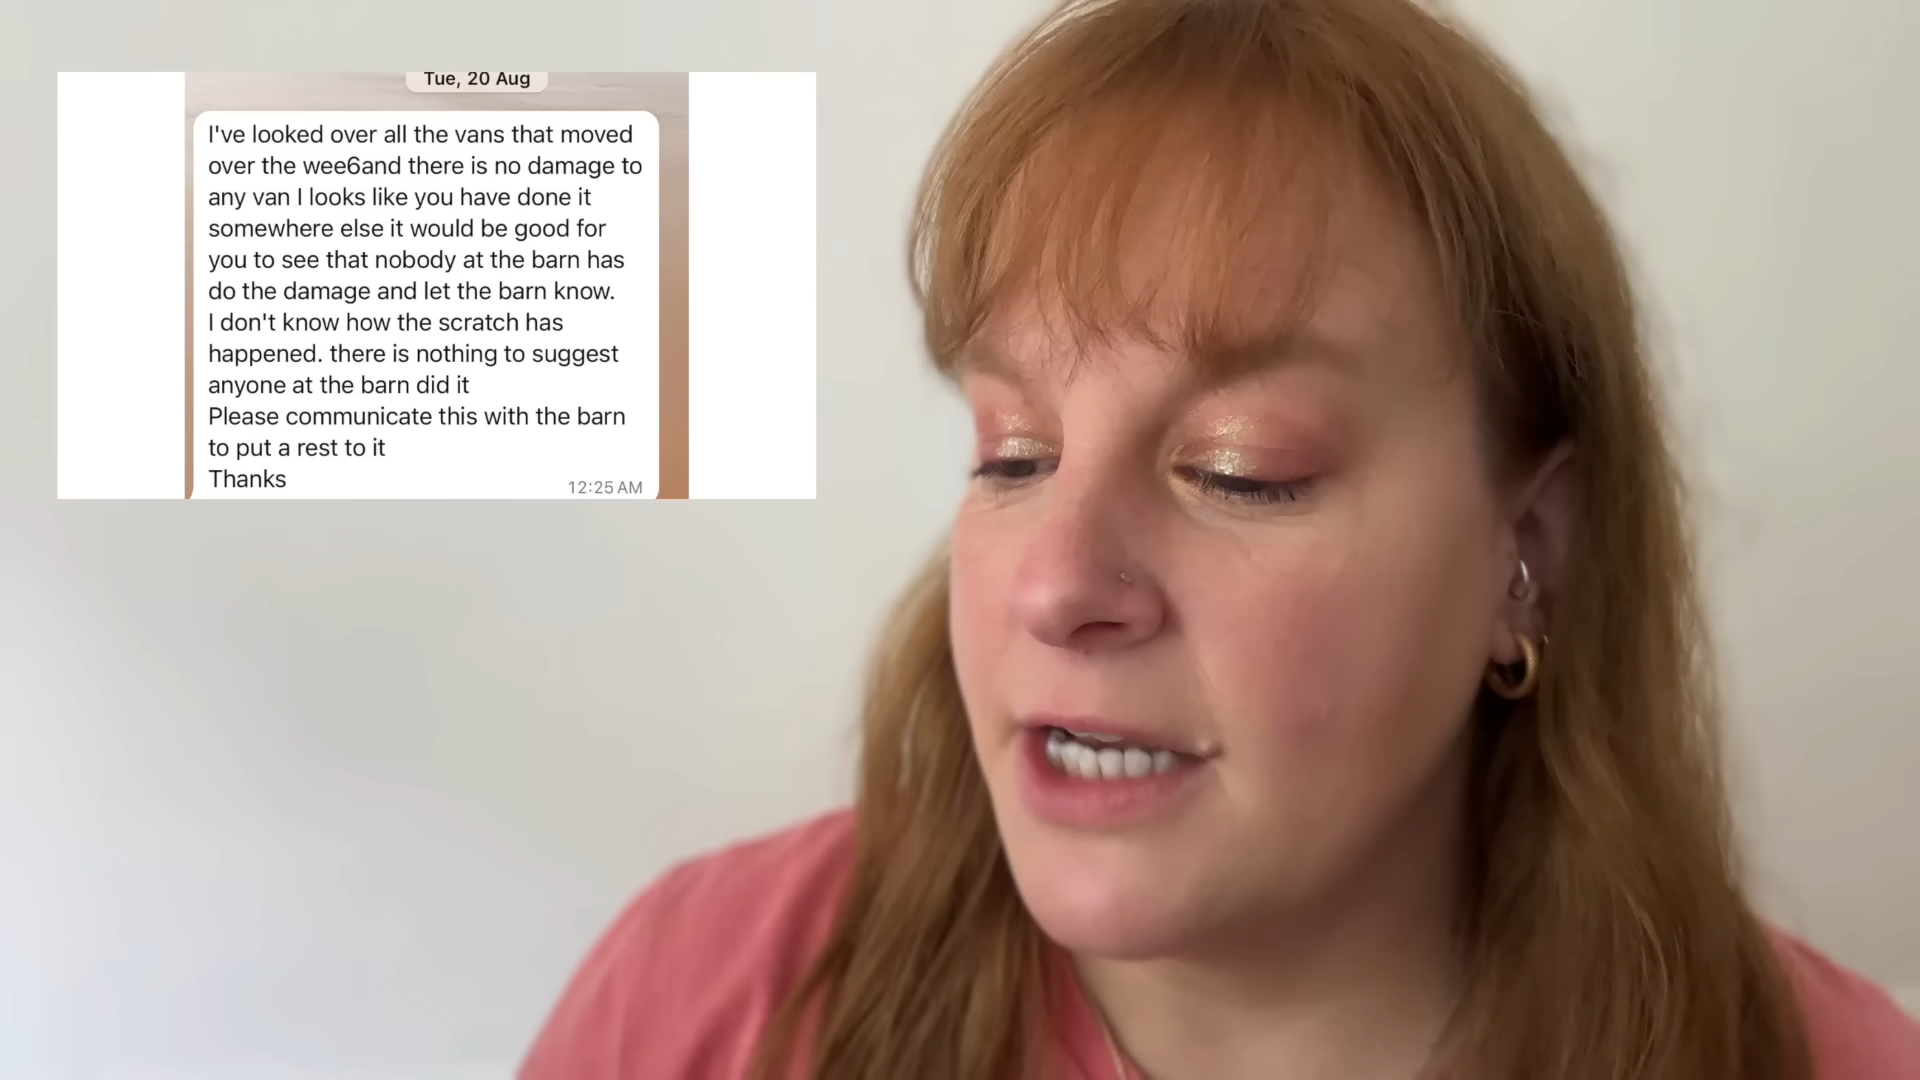 Tue, 20 Aug
I've looked over all the vans that moved
over the wee6and there is no damage to
any van I looks like you have done it
somewhere else it would be good for
you to see that nobody at the barn has
do the damage and let the barn know.
I don't know how the scratch has
happened. there is nothing to suggest
anyone at the barn did it
Please communicate this with the barn
to put a rest to it
Thanks
12:25 AM